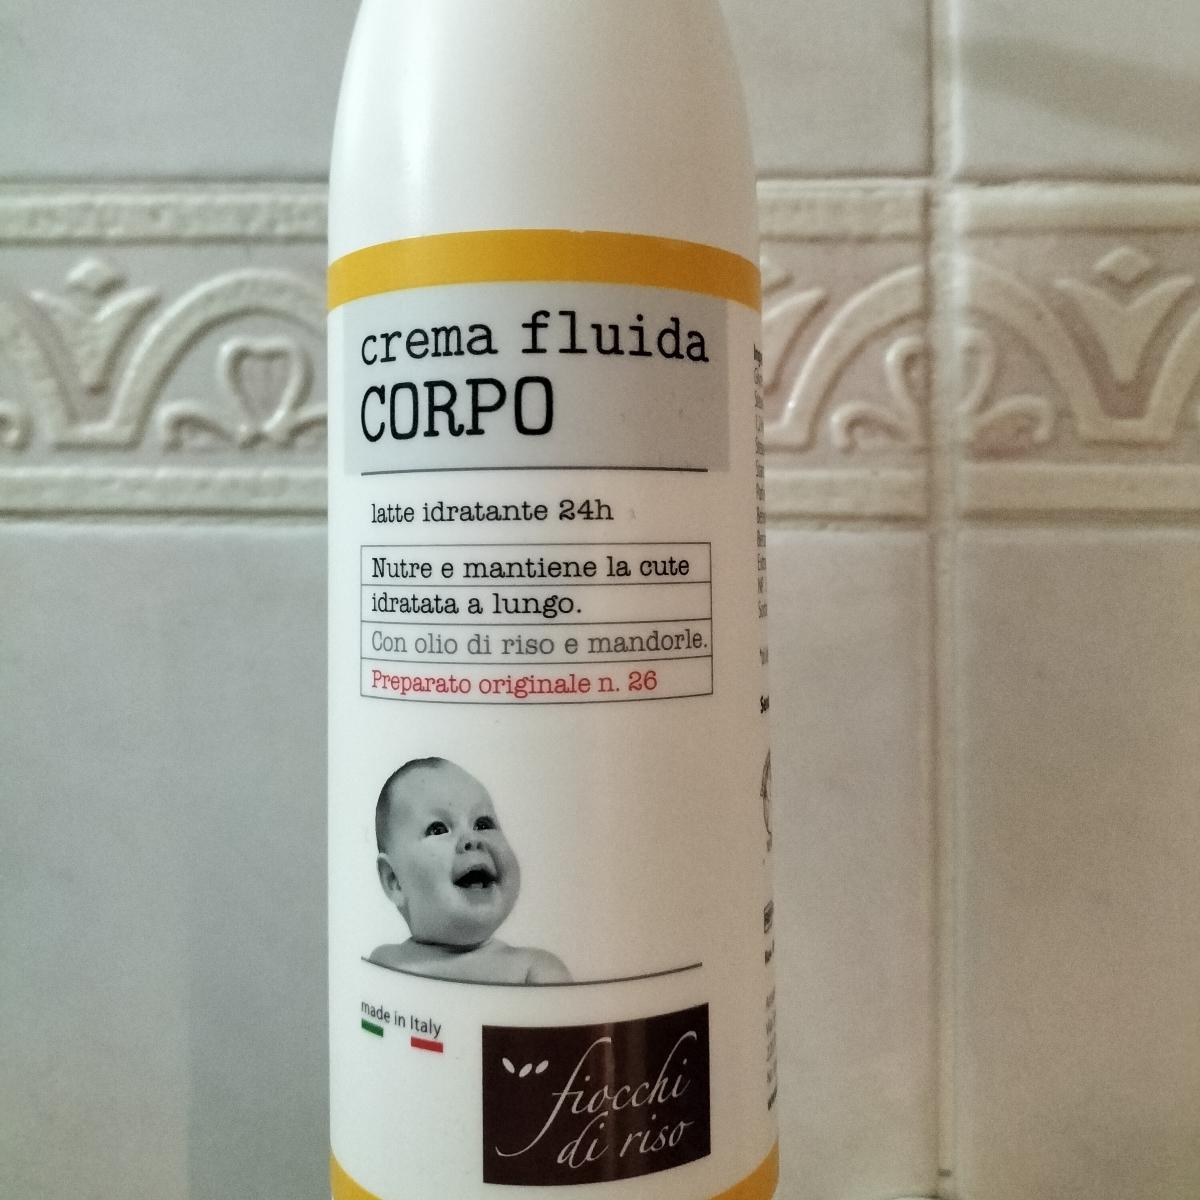 crema fluida
CORPO
latte idratante 24h
Nutre e mantiene la cute
idratata a lungo.
Con olio di riso e mandorle.
Preparato originale n. 26
made in Italy
fiocchi
di riso